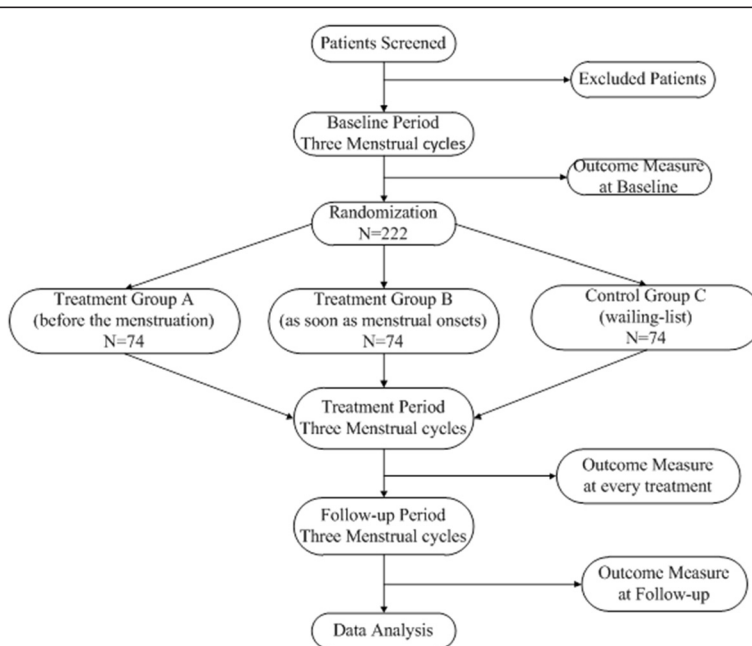 Patients Screened
Excluded Patients
Baseline Period
Three Menstrual cycles
Outcome Measure
at Baseline
Randomization
N=222
Treatment Group A
(before the menstruation)
N=74
Treatment Group B
(as soon as menstrual onsets)
N=74
Control Group C
(wailing-list)
N=74
Treatment Period
Three Menstrual cycles
Outcome Measure
at every treatment
Follow-up Period
Three Menstrual cycles
Outcome Measure
at Follow-up
Data Analysis